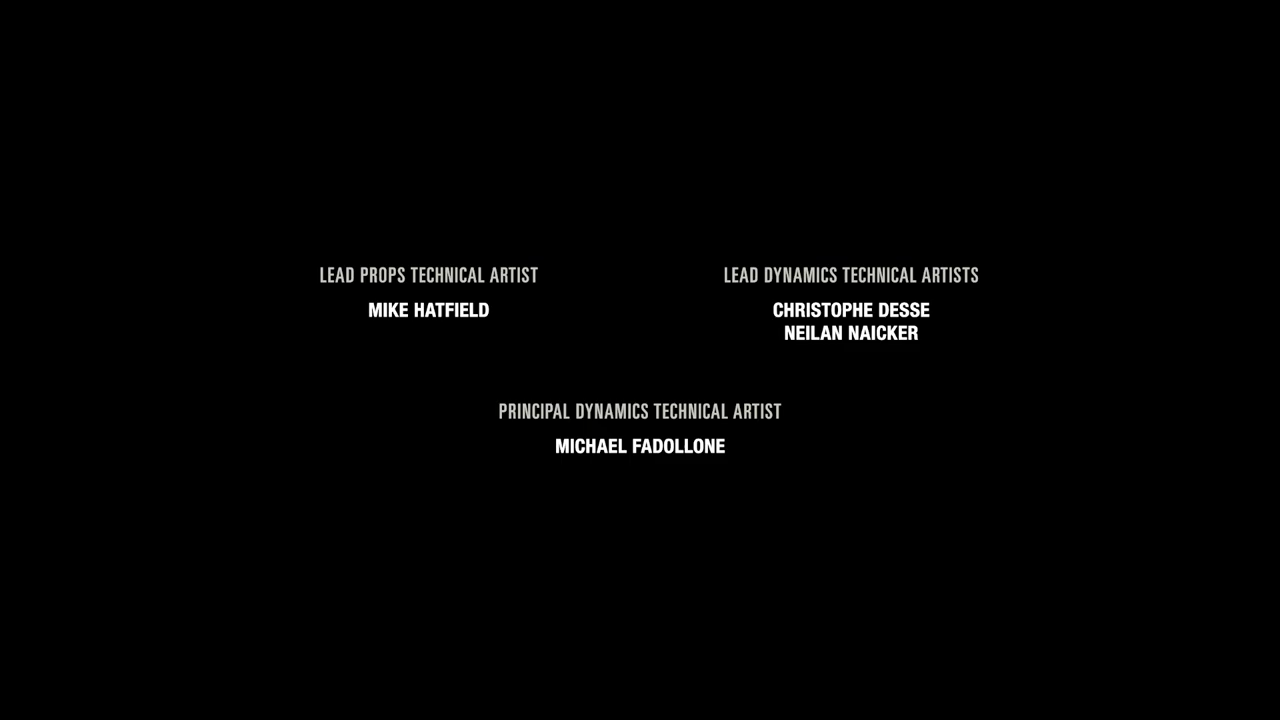 LEAD PROPS TECHNICAL ARTIST
MIKE HATFIELD
LEAD DYNAMICS TECHNICAL ARTISTS
CHRISTOPHE DESSE
NEILAN NAICKER
PRINCIPAL DYNAMICS TECHNICAL ARTIST
MICHAEL FADOLLONE